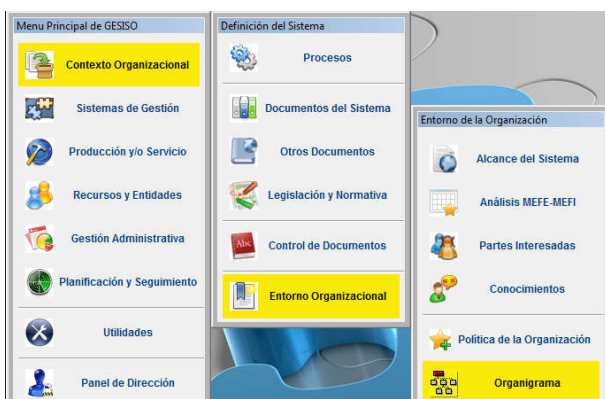 Menu Principal de GESISO
Contexto Organizacional
Sistemas de Gestión
Producción y/o Servicio
Recursos y Entidades
Gestión Administrativa
Planificación y Seguimiento
Utilidades
Panel de Dirección
Definición del Sistema
Procesos
Documentos del Sistema
Otros Documentos
Legislación y Normativa
Abc
Control de Documentos
Entorno Organizacional
Entorno de la Organización
Alcance del Sistema
Análisis MEFE-MEFI
Partes Interesadas
Conocimientos
Política de la Organización
Organigrama